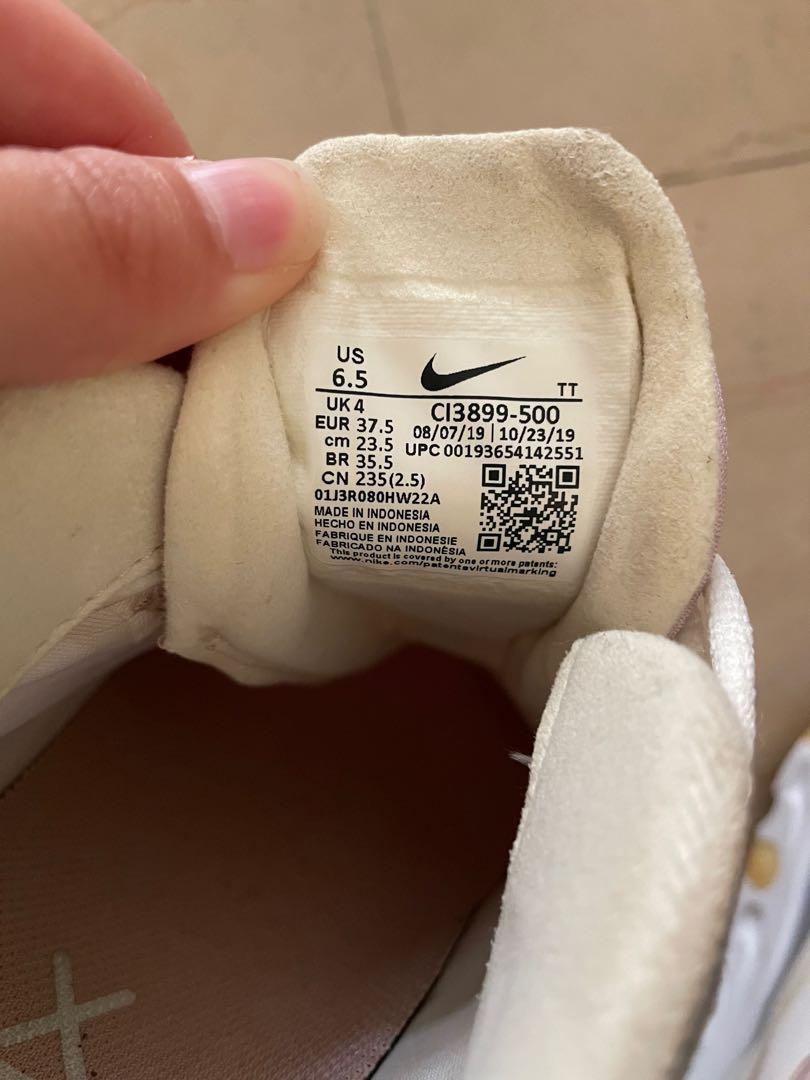 US
6.5
TT
UK 4
EUR 37.5
cm 23.5
BR 35.5
CN 235(2.5)
CI3899-500
08/07/19 | 10/23/19
UPC 00193654142551
01J3R080HW22A
MADE IN INDONESIA
HECHO EN INDONESIA
FABRIQUE EN INDONESIE
FABRICADO NA INDONÈSIA
This product is covered by one or more patents:
www.nike.com/patentsvirtualmarking